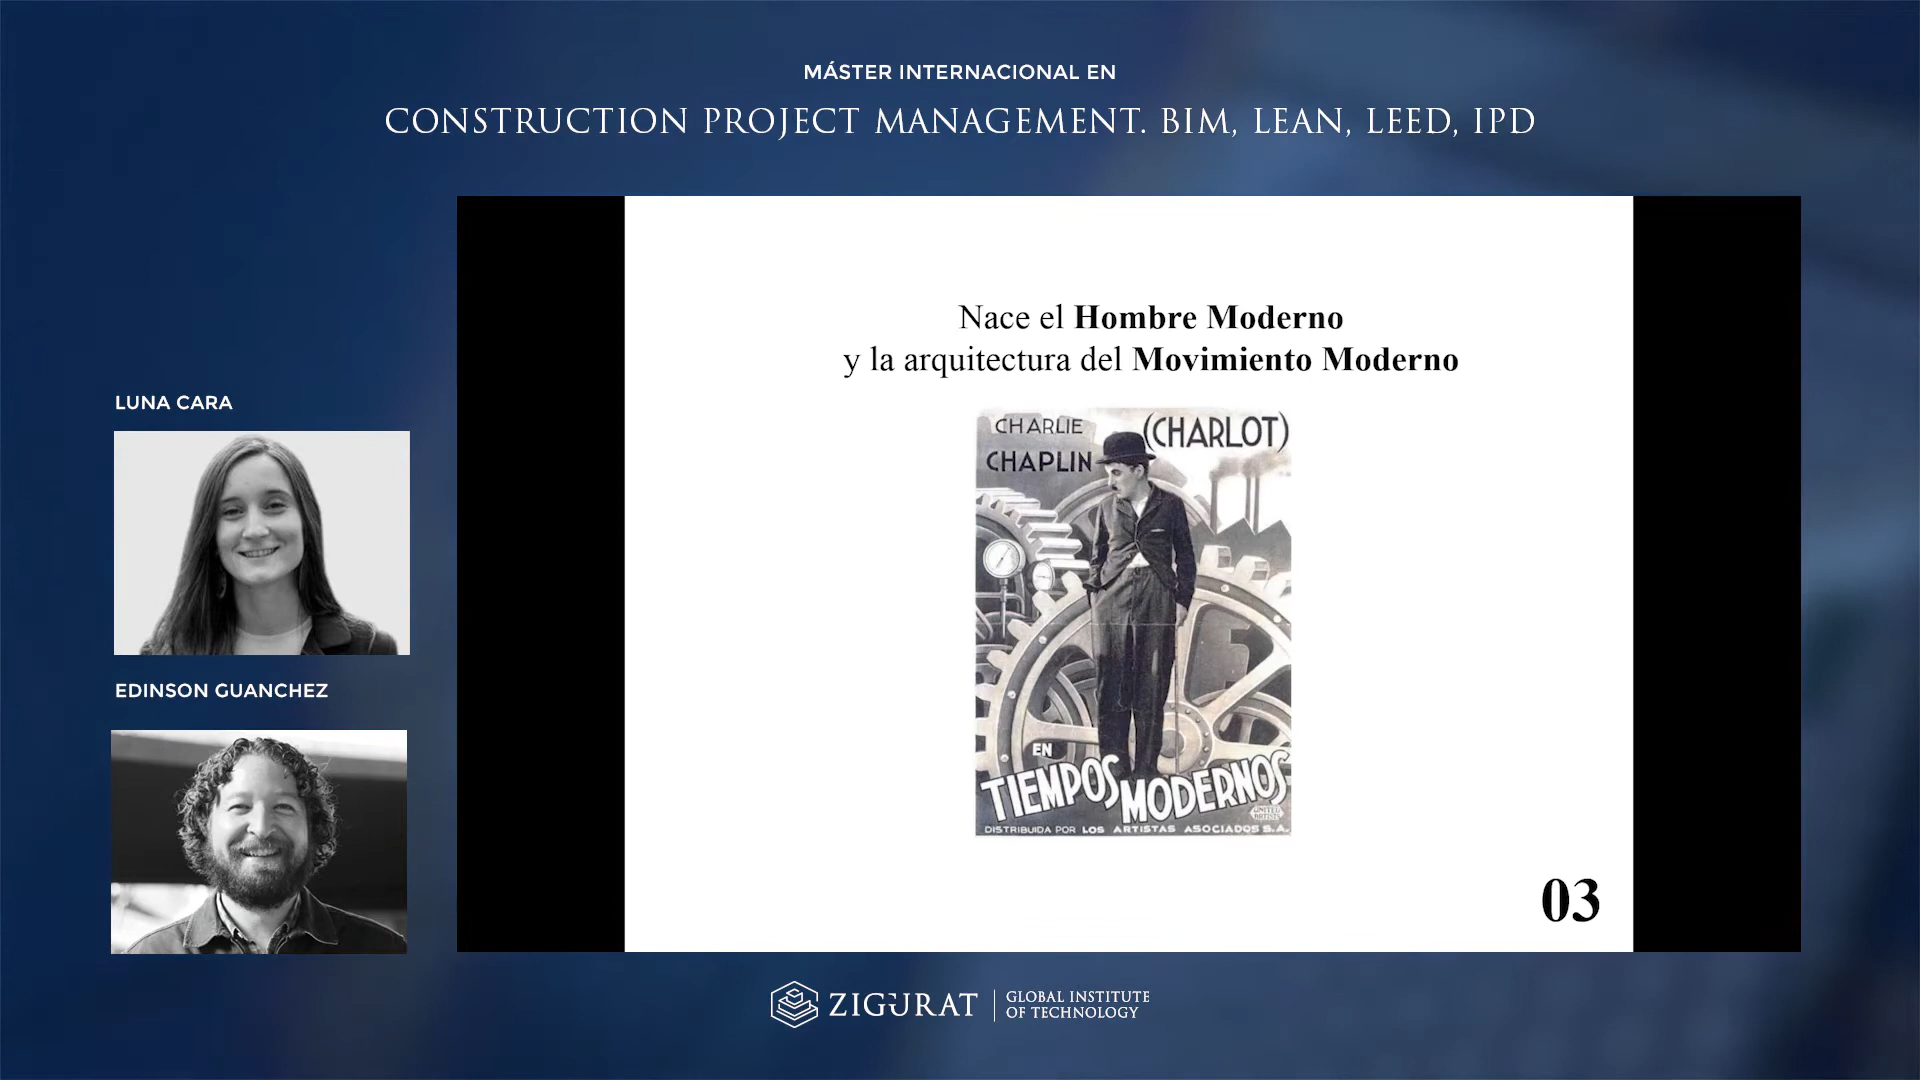 MÁSTER INTERNACIONAL EN
CONSTRUCTION PROJECT MANAGEMENT. BIM, LEAN, LEED, IPD
LUNA CARA
EDINSON GUANCHEZ
Nace el Hombre Moderno
y la arquitectura del Movimiento Moderno
CHARLIE
CHAPLIN
(CHARLOT)
EN
TIEMPOS MODERNOS
UNITED ARTISTS
DISTRIBUIDA POR LOS ARTISTAS ASOCIADOS S.A.
03
ZIGURAT
GLOBAL INSTITUTE
OF TECHNOLOGY